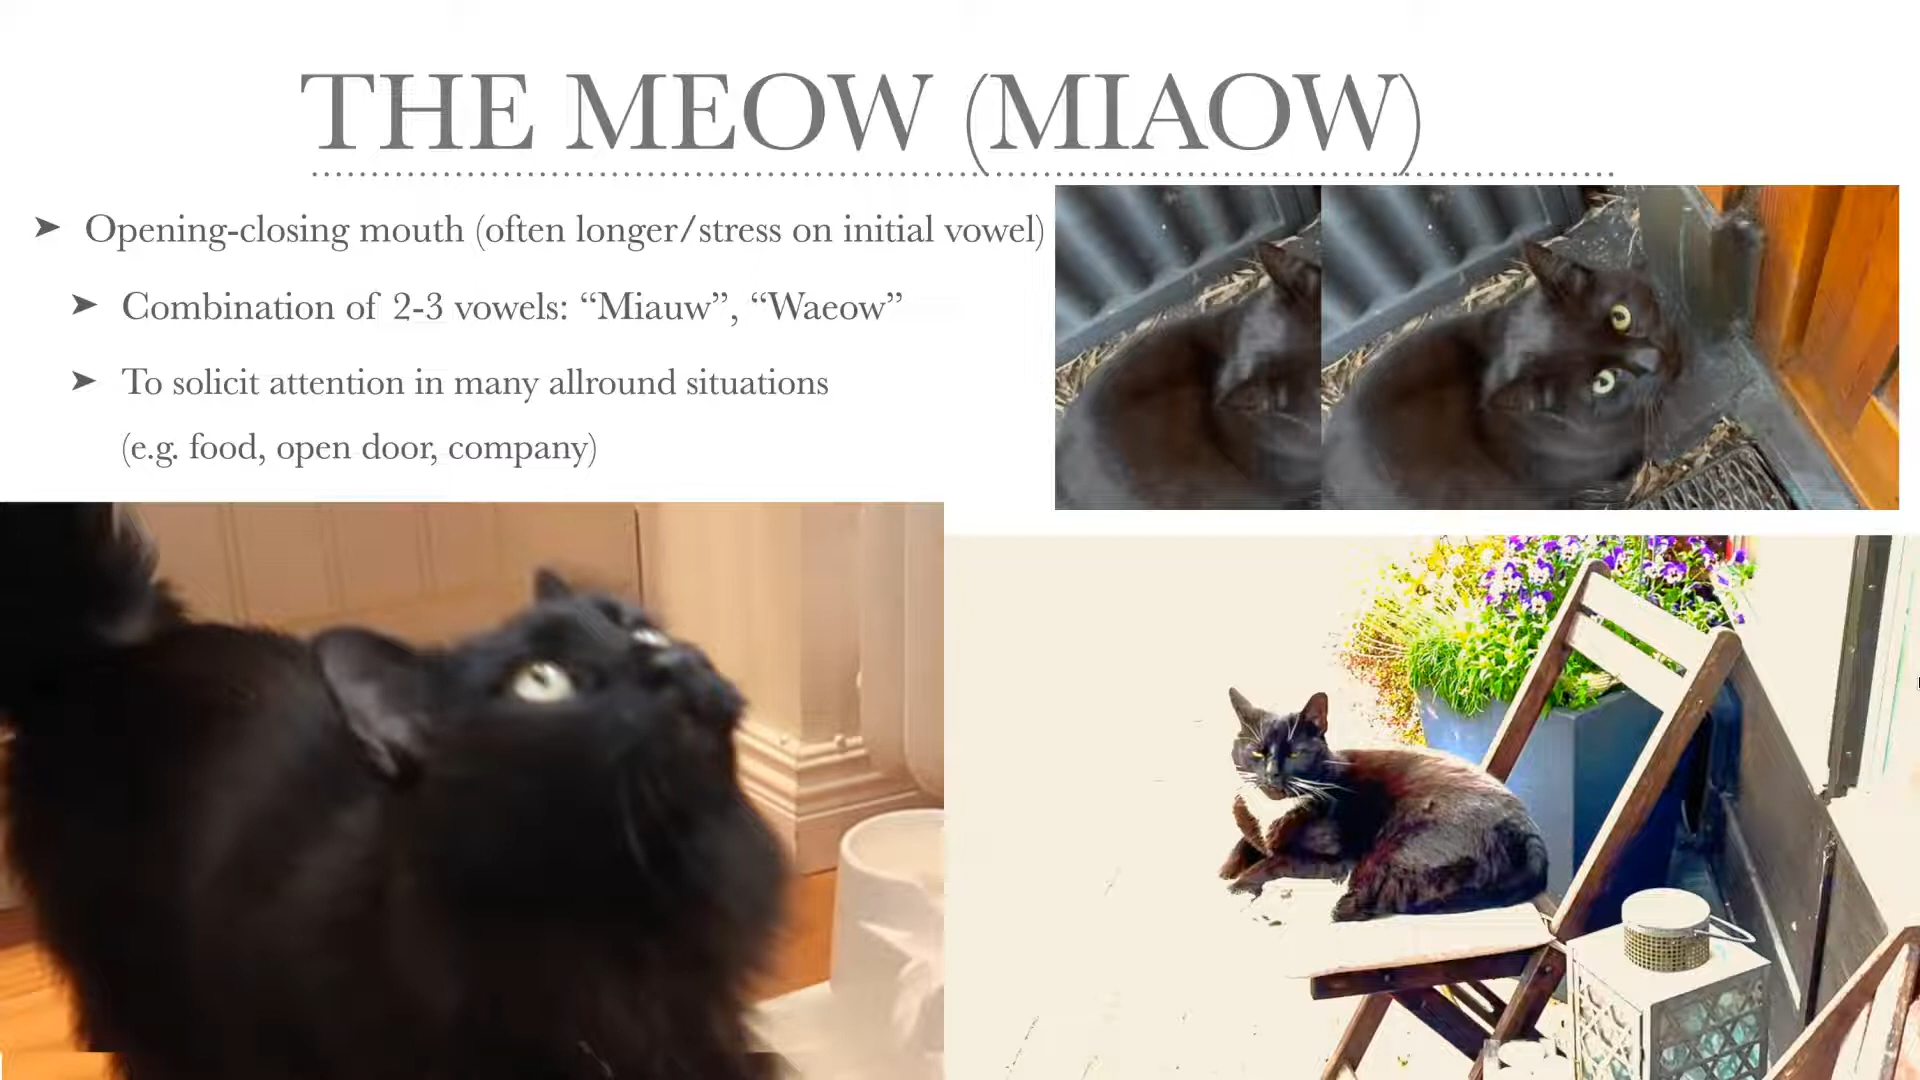 THE MEOW (MIAOW)
➤ Opening-closing mouth (often longer/stress on initial vowel)
➤ Combination of 2-3 vowels: “Miauw”, “Waeow”
➤ To solicit attention in many allround situations
(e.g. food, open door, company)